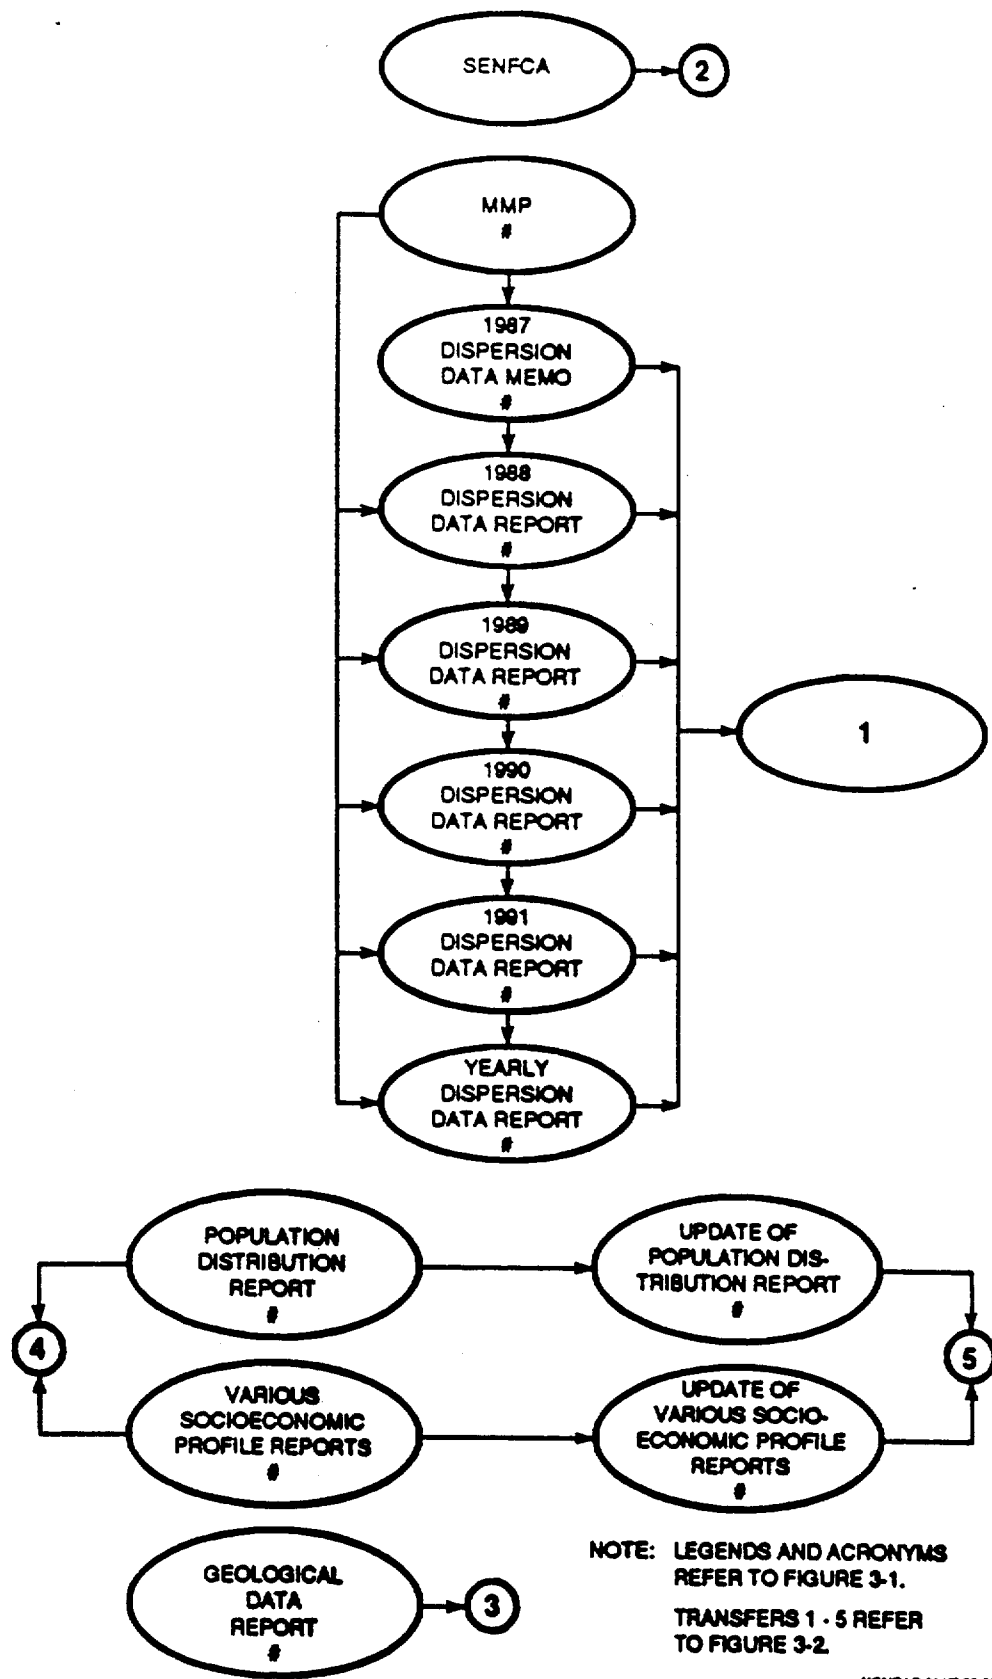 SENFCA
2
MMP
#
1987
DISPERSION
DATA MEMO
#
1988
DISPERSION
DATA REPORT
#
1989
DISPERSION
DATA REPORT
#
1
1990
DISPERSION
DATA REPORT
#
1991
DISPERSION
DATA REPORT
#
YEARLY
DISPERSION
DATA REPORT
#
POPULATION
DISTRIBUTION
REPORT
#
UPDATE OF
POPULATION DIS-
TRIBUTION REPORT
#
4
5
VARIOUS
SOCIOECONOMIC
PROFILE REPORTS
#
UPDATE OF
VARIOUS SOCIO-
ECONOMIC PROFILE
REPORTS
#
GEOLOGICAL
DATA
REPORT
#
3
NOTE: LEGENDS AND ACRONYMS
REFER TO FIGURE 3-1.
TRANSFERS 1 - 5 REFER
TO FIGURE 3-2.